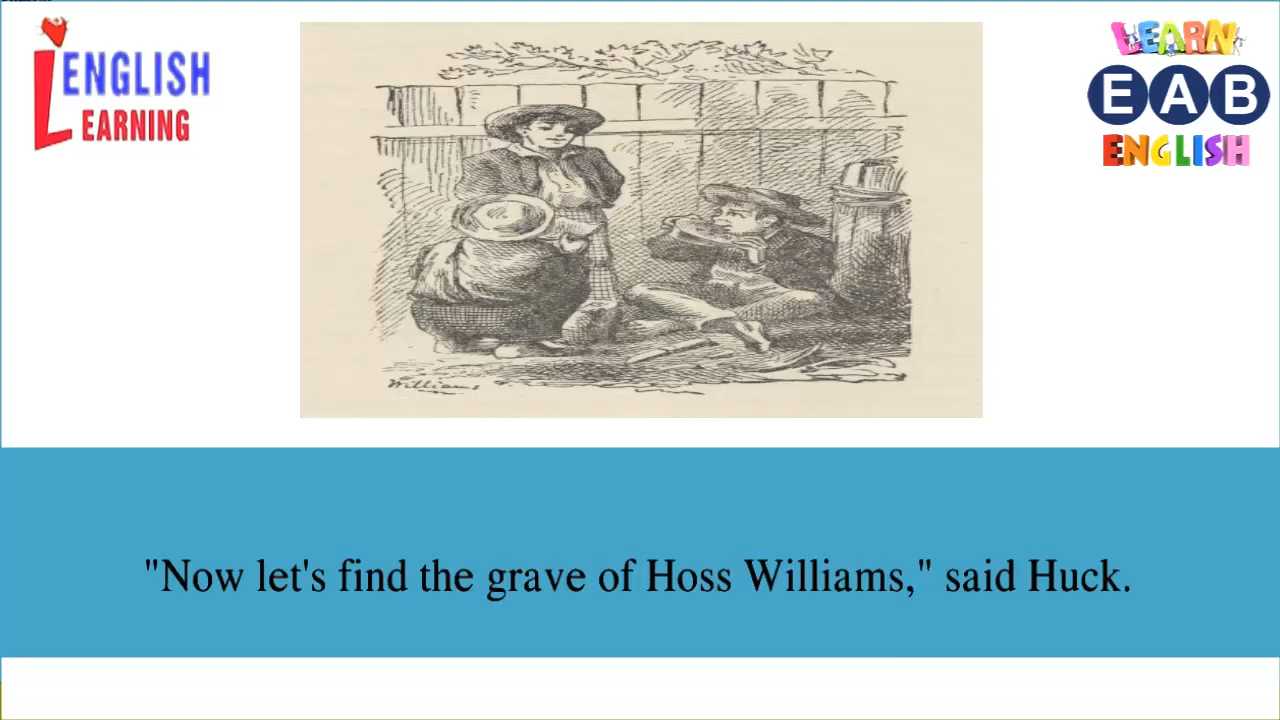 ENGLISH
LEARNING
LEARN
EAB
ENGLISH
Williams
"Now let's find the grave of Hoss Williams," said Huck.